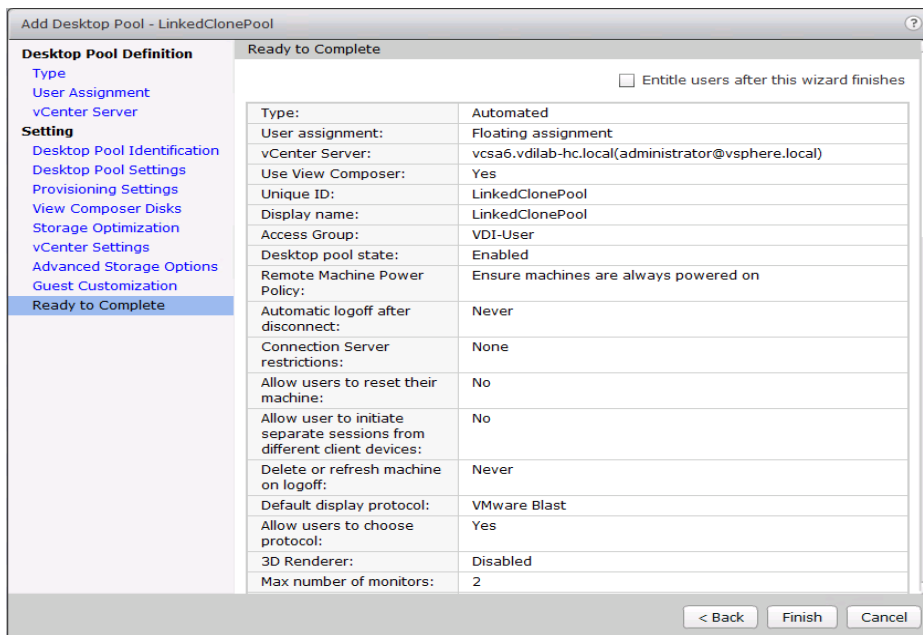 Add Desktop Pool - LinkedClonePool
?
Desktop Pool Definition
Type
User Assignment
vCenter Server
Setting
Desktop Pool Identification
Desktop Pool Settings
Provisioning Settings
View Composer Disks
Storage Optimization
vCenter Settings
Advanced Storage Options
Guest Customization
Ready to Complete
Ready to Complete
Entitle users after this wizard finishes
Type: Automated
User assignment: Floating assignment
vCenter Server: vcsa6.vdilab-hc.local(administrator@vsphere.local)
Use View Composer: Yes
Unique ID: LinkedClonePool
Display name: LinkedClonePool
Access Group: VDI-User
Desktop pool state: Enabled
Remote Machine Power Ensure machines are always powered on
Policy:
Automatic logoff after Never
disconnect:
Connection Server None
restrictions:
Allow users to reset their No
machine:
Allow user to initiate No
separate sessions from
different client devices:
Delete or refresh machine Never
on logoff:
Default display protocol: VMware Blast
Allow users to choose Yes
protocol:
3D Renderer: Disabled
Max number of monitors: 2
< Back Finish Cancel